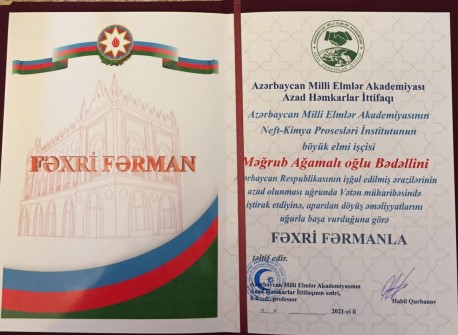 FƏXRİ FƏRMAN
Azərbaycan Milli Elmlər Akademiyası
Azad Həmkarlar İttifaqı
Azərbaycan Milli Elmlər Akademiyasının
Neft-Kimya Prosesləri İnstitutunun
böyük elmi işçisi
Məğrub Ağamalı oğlu Bədəllini
Azərbaycan Respublikasının işğal edilmiş ərazilərinin
azad olunması uğrunda Vətən müharibəsində
iştirak etdiyinə, aparılan döyüş əməliyyatlarını
uğurla başa vurduğuna görə
FƏXRİ FƏRMANLA
təltif edir.
Azərbaycan Milli Elmlər Akademiyasının
Azad Həmkarlar İttifaqının sədri,
professor
Habil Qurbanov
2021-ci il